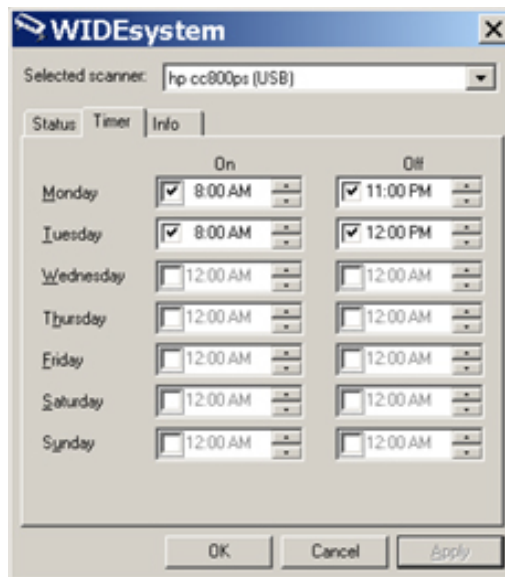 WIDEsystem
Selected scanner: hp cc800ps (USB)
Status Timer Info
On Off
Monday 8:00 AM 11:00 PM
Tuesday 8:00 AM 12:00 PM
Wednesday 12:00 AM 12:00 AM
Thursday 12:00 AM 12:00 AM
Friday 12:00 AM 12:00 AM
Saturday 12:00 AM 12:00 AM
Sunday 12:00 AM 12:00 AM
OK Cancel Apply